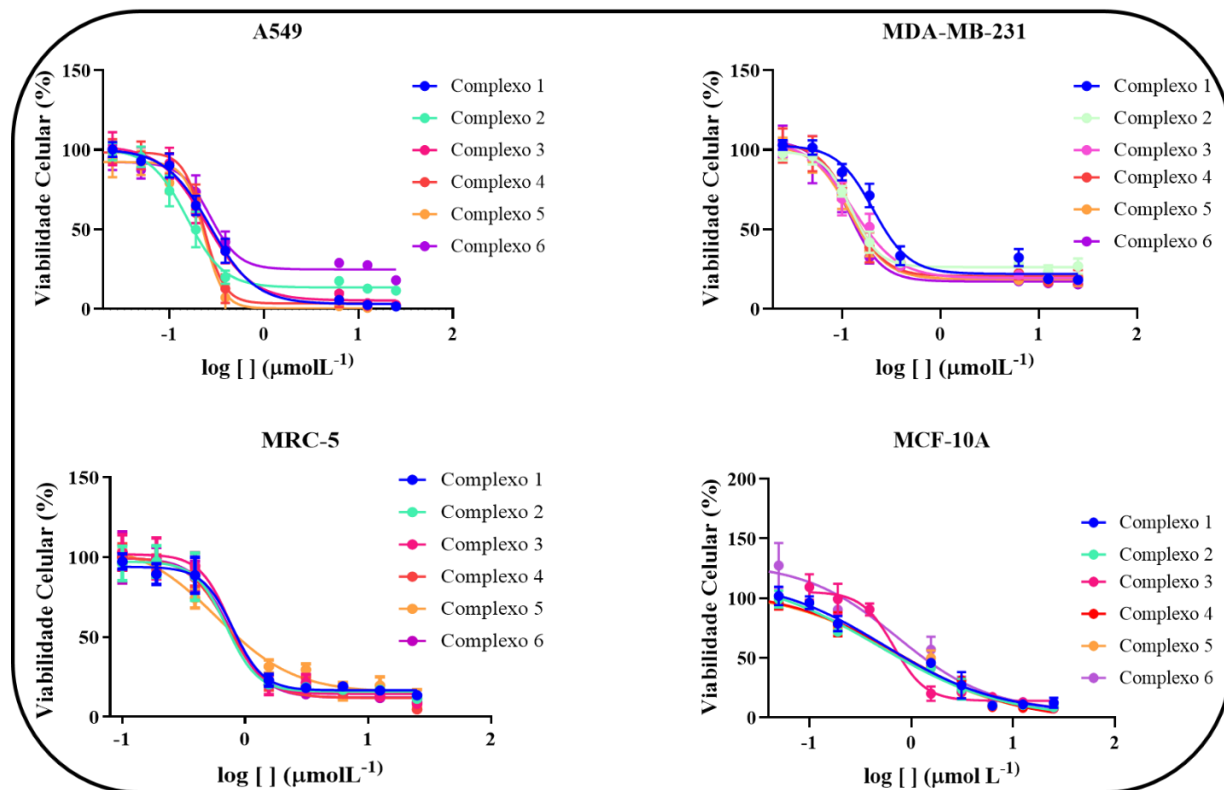 A549
Viabilidade Celular (%)
150
100
50
0
-1
0
1
2
log [ ] (μmolL⁻¹)
Complexo 1
Complexo 2
Complexo 3
Complexo 4
Complexo 5
Complexo 6
MDA-MB-231
Viabilidade Celular (%)
150
100
50
0
-1
0
1
2
log [ ] (μmolL⁻¹)
Complexo 1
Complexo 2
Complexo 3
Complexo 4
Complexo 5
Complexo 6
MRC-5
Viabilidade Celular (%)
150
100
50
0
-1
0
1
2
log [ ] (μmolL⁻¹)
Complexo 1
Complexo 2
Complexo 3
Complexo 4
Complexo 5
Complexo 6
MCF-10A
Viabilidade Celular (%)
200
150
100
50
0
-1
0
1
2
log [ ] (μmol L⁻¹)
Complexo 1
Complexo 2
Complexo 3
Complexo 4
Complexo 5
Complexo 6